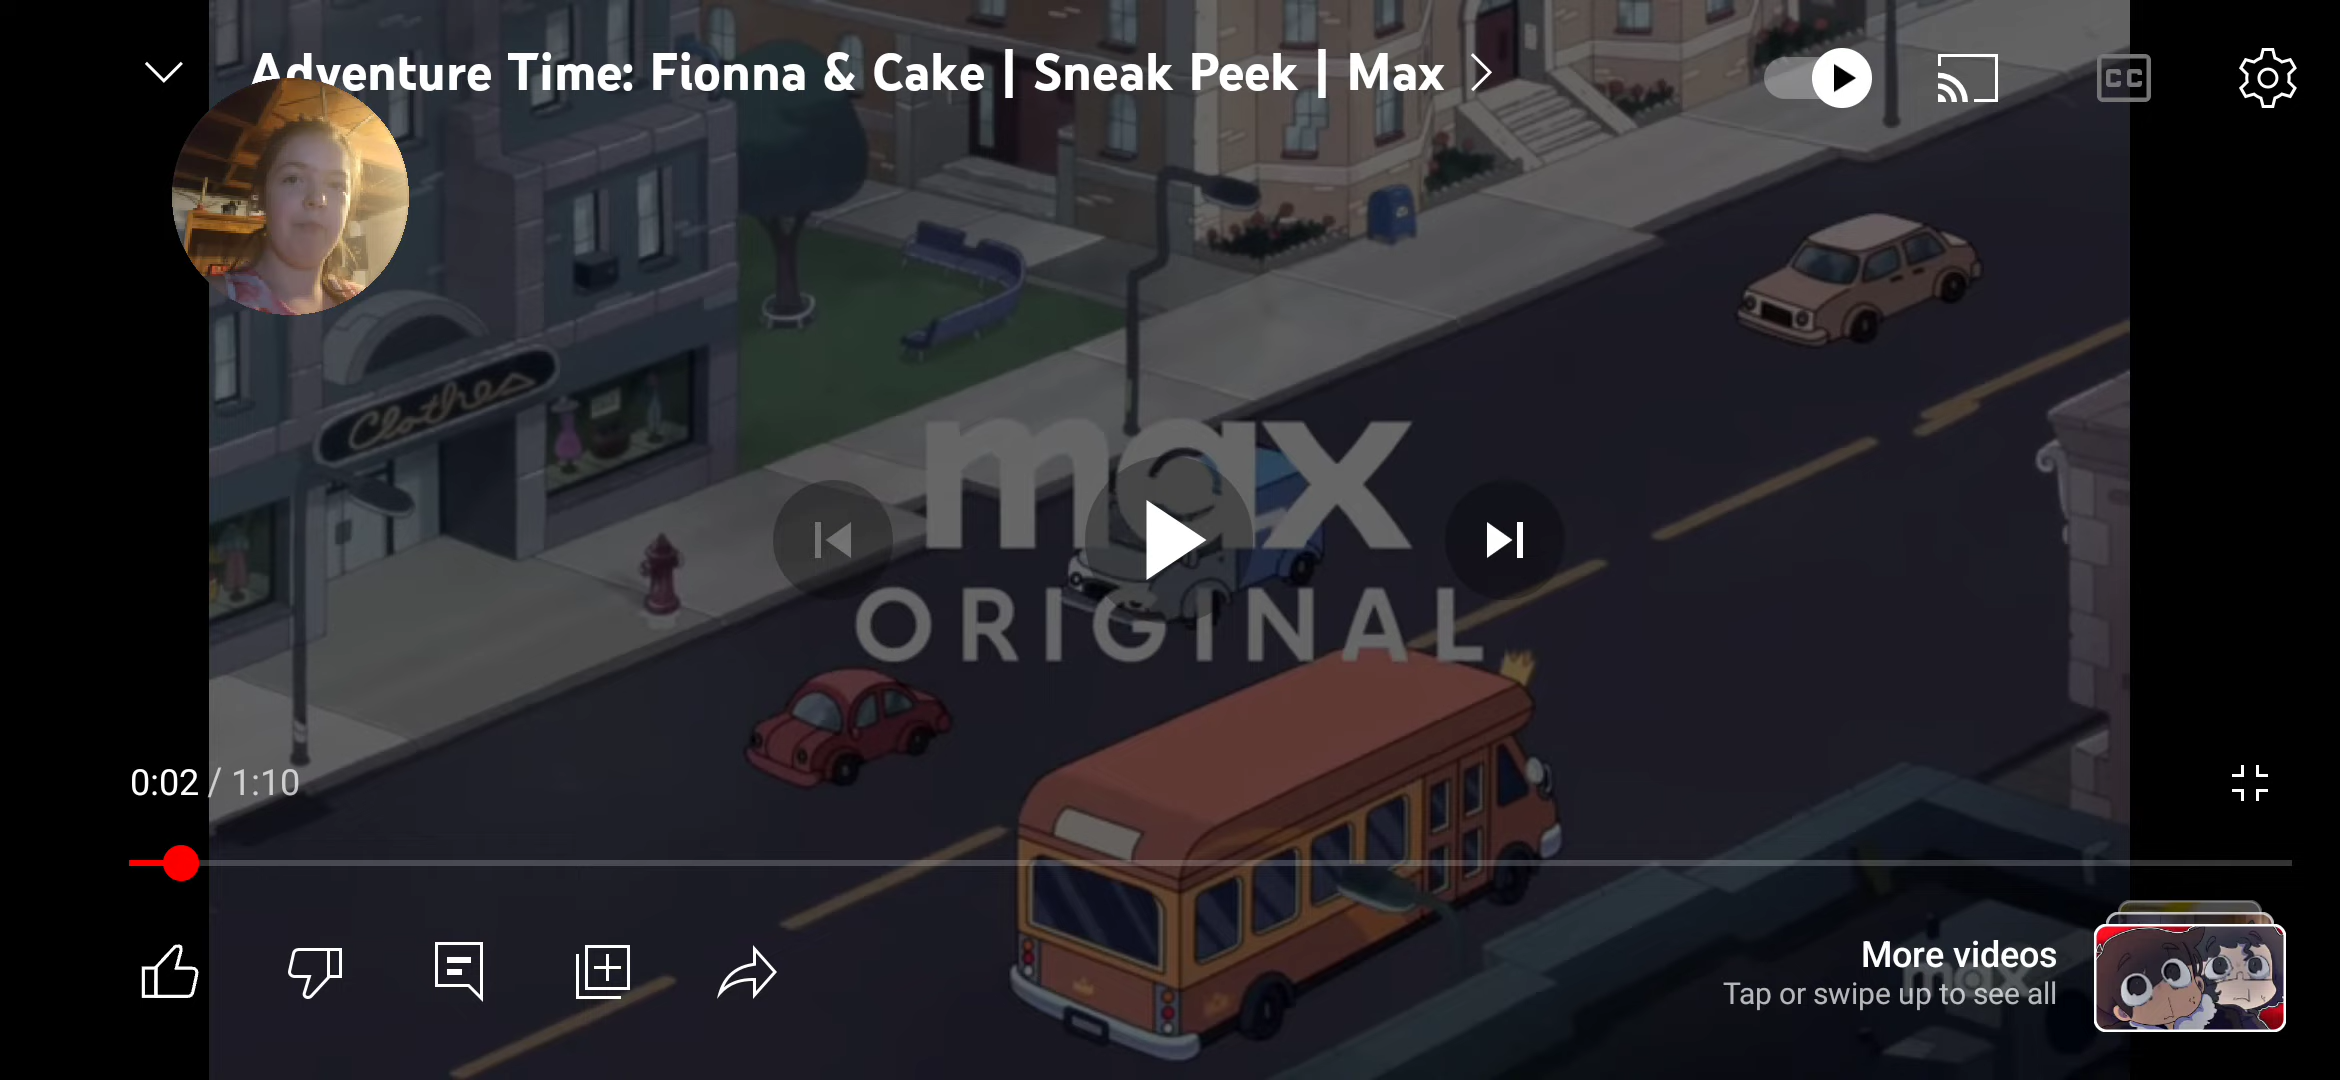 Adventure Time: Fionna & Cake | Sneak Peek | Max
CC
Clothes
max
ORIGINAL
0:02 / 1:10
More videos
Tap or swipe up to see all